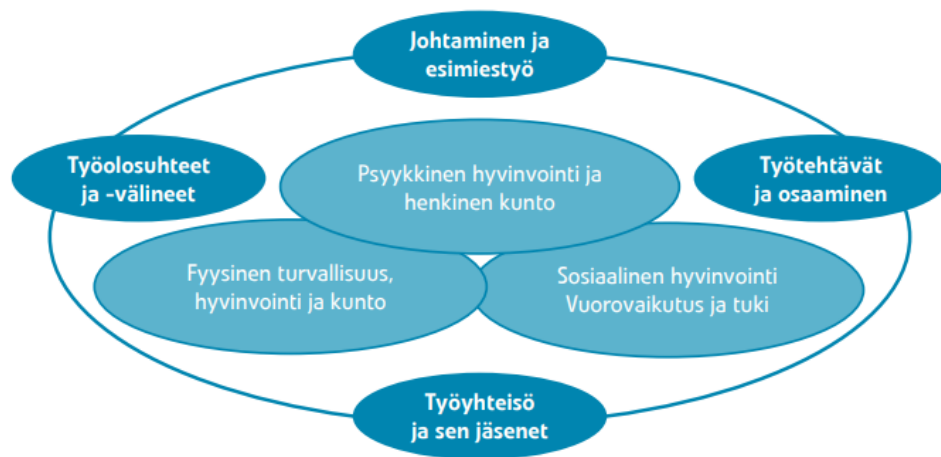 Johtaminen ja
esimiestyö
Työolosuhteet
ja -välineet
Psyykkinen hyvinvointi ja
henkinen kunto
Työtehtävät
ja osaaminen
Fyysinen turvallisuus,
hyvinvointi ja kunto
Sosiaalinen hyvinvointi
Vuorovaikutus ja tuki
Työyhteisö
ja sen jäsenet